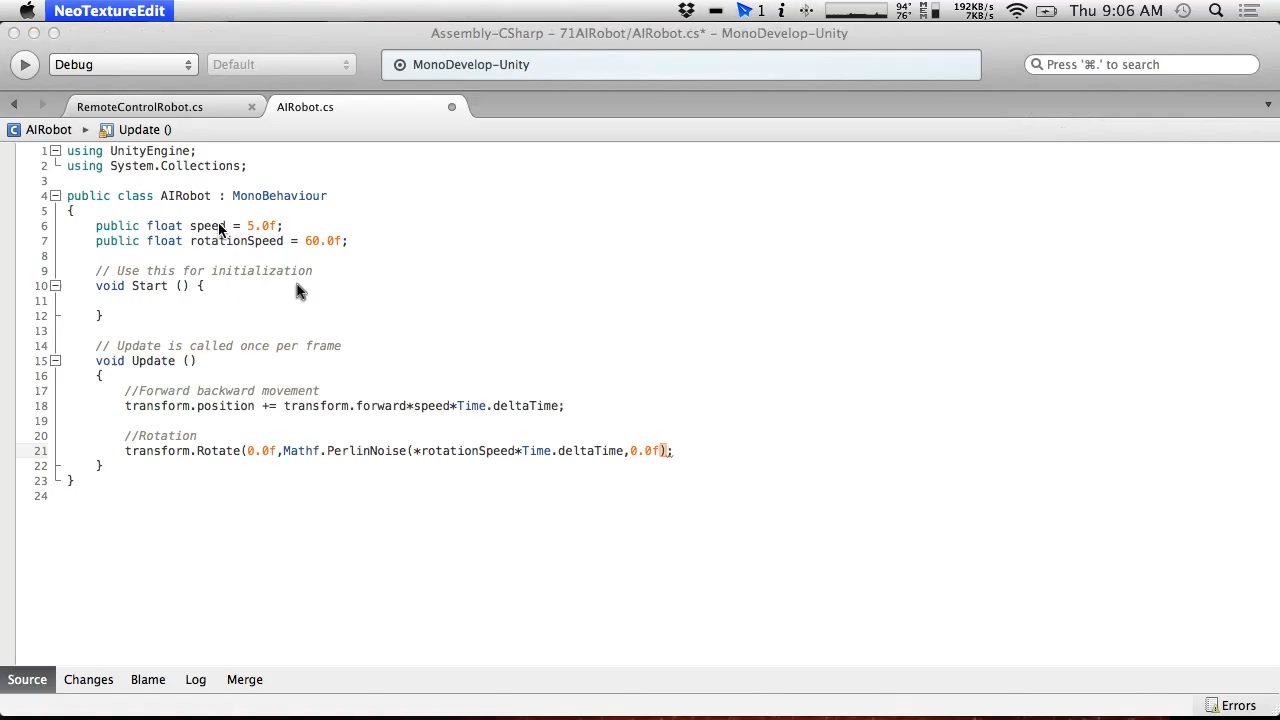 NeoTextureEdit
1
94°
76°
192KB/s
7KB/s
Thu 9:06 AM
Assembly-CSharp – 71AIRobot/AIRobot.cs* – MonoDevelop-Unity
Debug
Default
MonoDevelop-Unity
Press '⌘.' to search
RemoteControlRobot.cs
AIRobot.cs
AIRobot
Update ()
1 using UnityEngine;
2 using System.Collections;
3
4 public class AIRobot : MonoBehaviour
5 {
6 public float speed = 5.0f;
7 public float rotationSpeed = 60.0f;
8
9 // Use this for initialization
10 void Start () {
11
12 }
13
14 // Update is called once per frame
15 void Update ()
16 {
17 //Forward backward movement
18 transform.position += transform.forward*speed*Time.deltaTime;
19
20 //Rotation
21 transform.Rotate(0.0f,Mathf.PerlinNoise(*rotationSpeed*Time.deltaTime,0.0f);
22 }
23 }
24
Source
Changes
Blame
Log
Merge
Errors